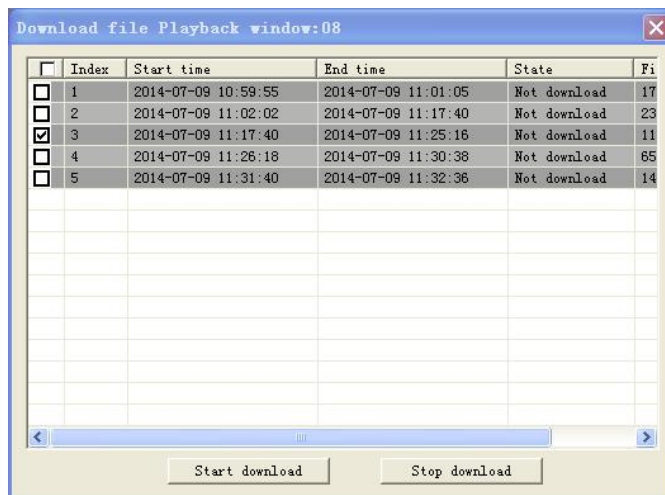 Download file Playback window:08
Index Start time End time State Fi
1 2014-07-09 10:59:55 2014-07-09 11:01:05 Not download 17
2 2014-07-09 11:02:02 2014-07-09 11:17:40 Not download 23
3 2014-07-09 11:17:40 2014-07-09 11:25:16 Not download 11
4 2014-07-09 11:26:18 2014-07-09 11:30:38 Not download 65
5 2014-07-09 11:31:40 2014-07-09 11:32:36 Not download 14
Start download Stop download